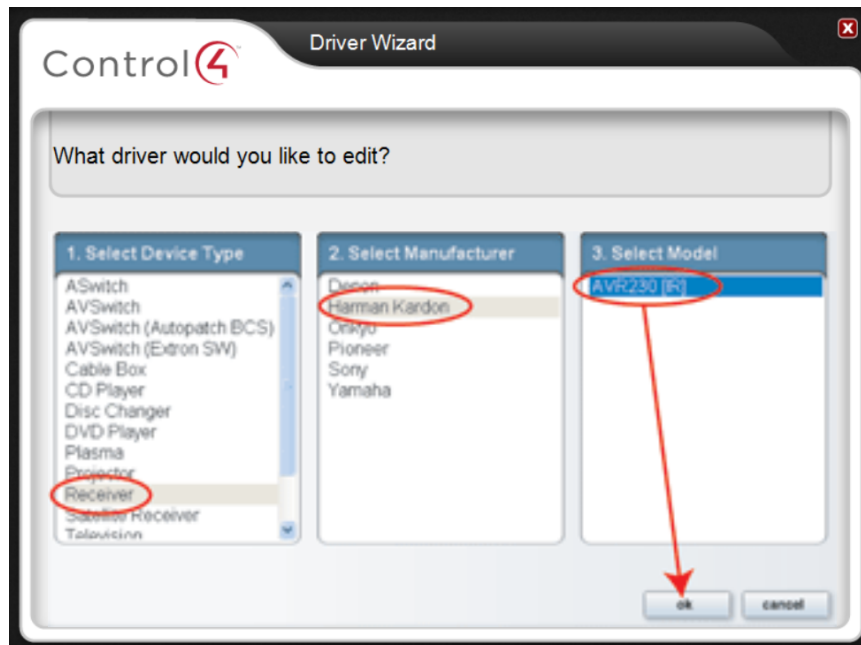 Control4
Driver Wizard
What driver would you like to edit?
1. Select Device Type
ASwitch
AVSwitch
AVSwitch (Autopatch BCS)
AVSwitch (Extron SW)
Cable Box
CD Player
Disc Changer
DVD Player
Plasma
Projector
Receiver
Satellite Receiver
Television
2. Select Manufacturer
Denon
Harman Kardon
Onkyo
Pioneer
Sony
Yamaha
3. Select Model
AVR230 [IR]
ok
cancel